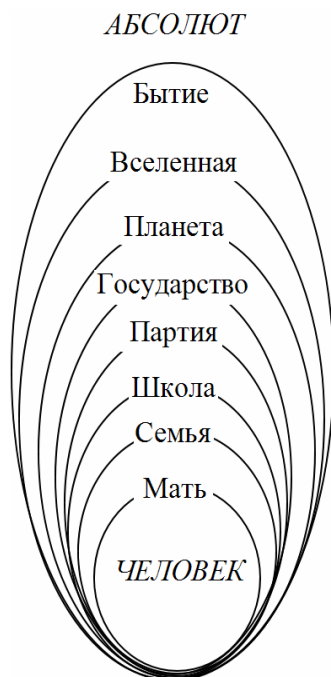 АБСОЛЮТ
Бытие
Вселенная
Планета
Государство
Партия
Школа
Семья
Мать
ЧЕЛОВЕК